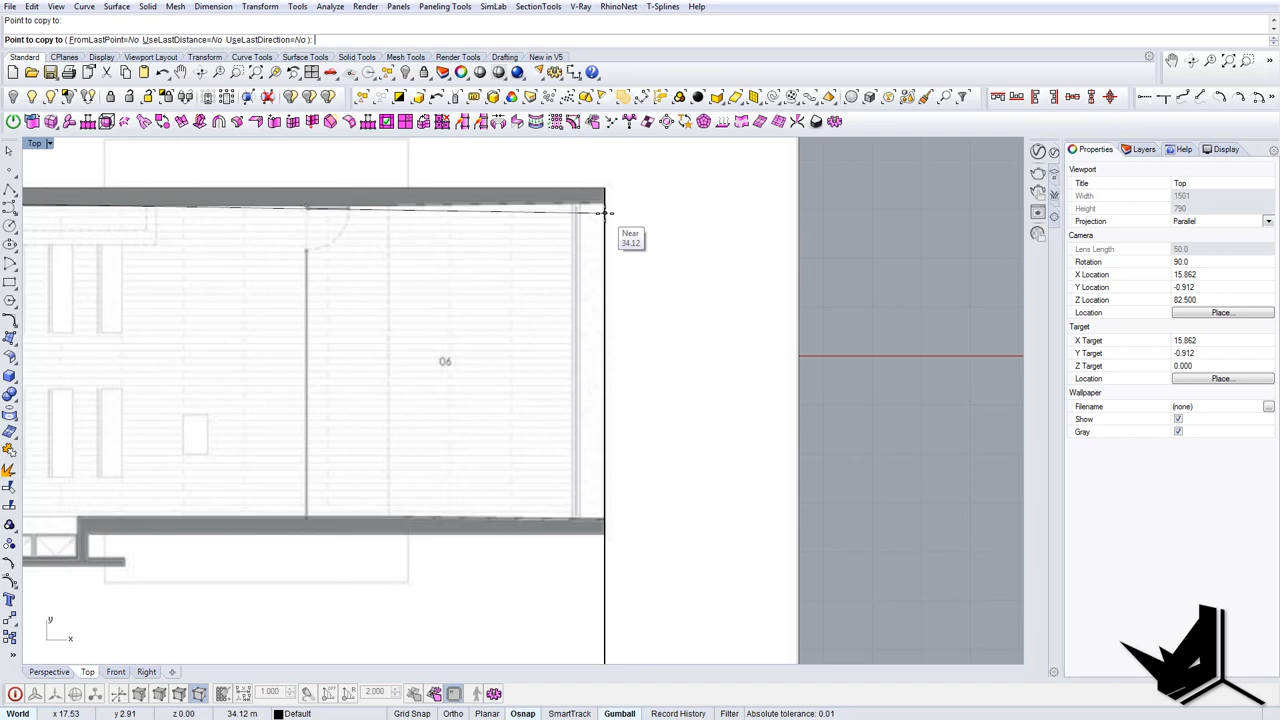 File Edit View Curve Surface Solid Mesh Dimension Transform Tools Analyze Render Panels Paneling Tools SimLab SectionTools V-Ray RhinoNest T-Splines Help
Point to copy to:
Point to copy to ( FromLastPoint=No UseLastDistance=No UseLastDirection=No ):
Standard CPlanes Display Viewport Layout Transform Curve Tools Surface Tools Solid Tools Mesh Tools Render Tools Drafting New in V5
Top
Near
34.12
06
y
x
Properties Layers Help Display
Viewport
Title Top
Width 1501
Height 790
Projection Parallel
Camera
Lens Length 50.0
Rotation 90.0
X Location 15.862
Y Location -0.912
Z Location 82.500
Location Place...
Target
X Target 15.862
Y Target -0.912
Z Target 0.000
Location Place...
Wallpaper
Filename (none) ...
Show
Gray
Perspective Top Front Right
1.000 2.000
World x 17.53 y 2.91 z 0.00 34.12 m Default Grid Snap Ortho Planar Osnap SmartTrack Gumball Record History Filter Absolute tolerance: 0.01